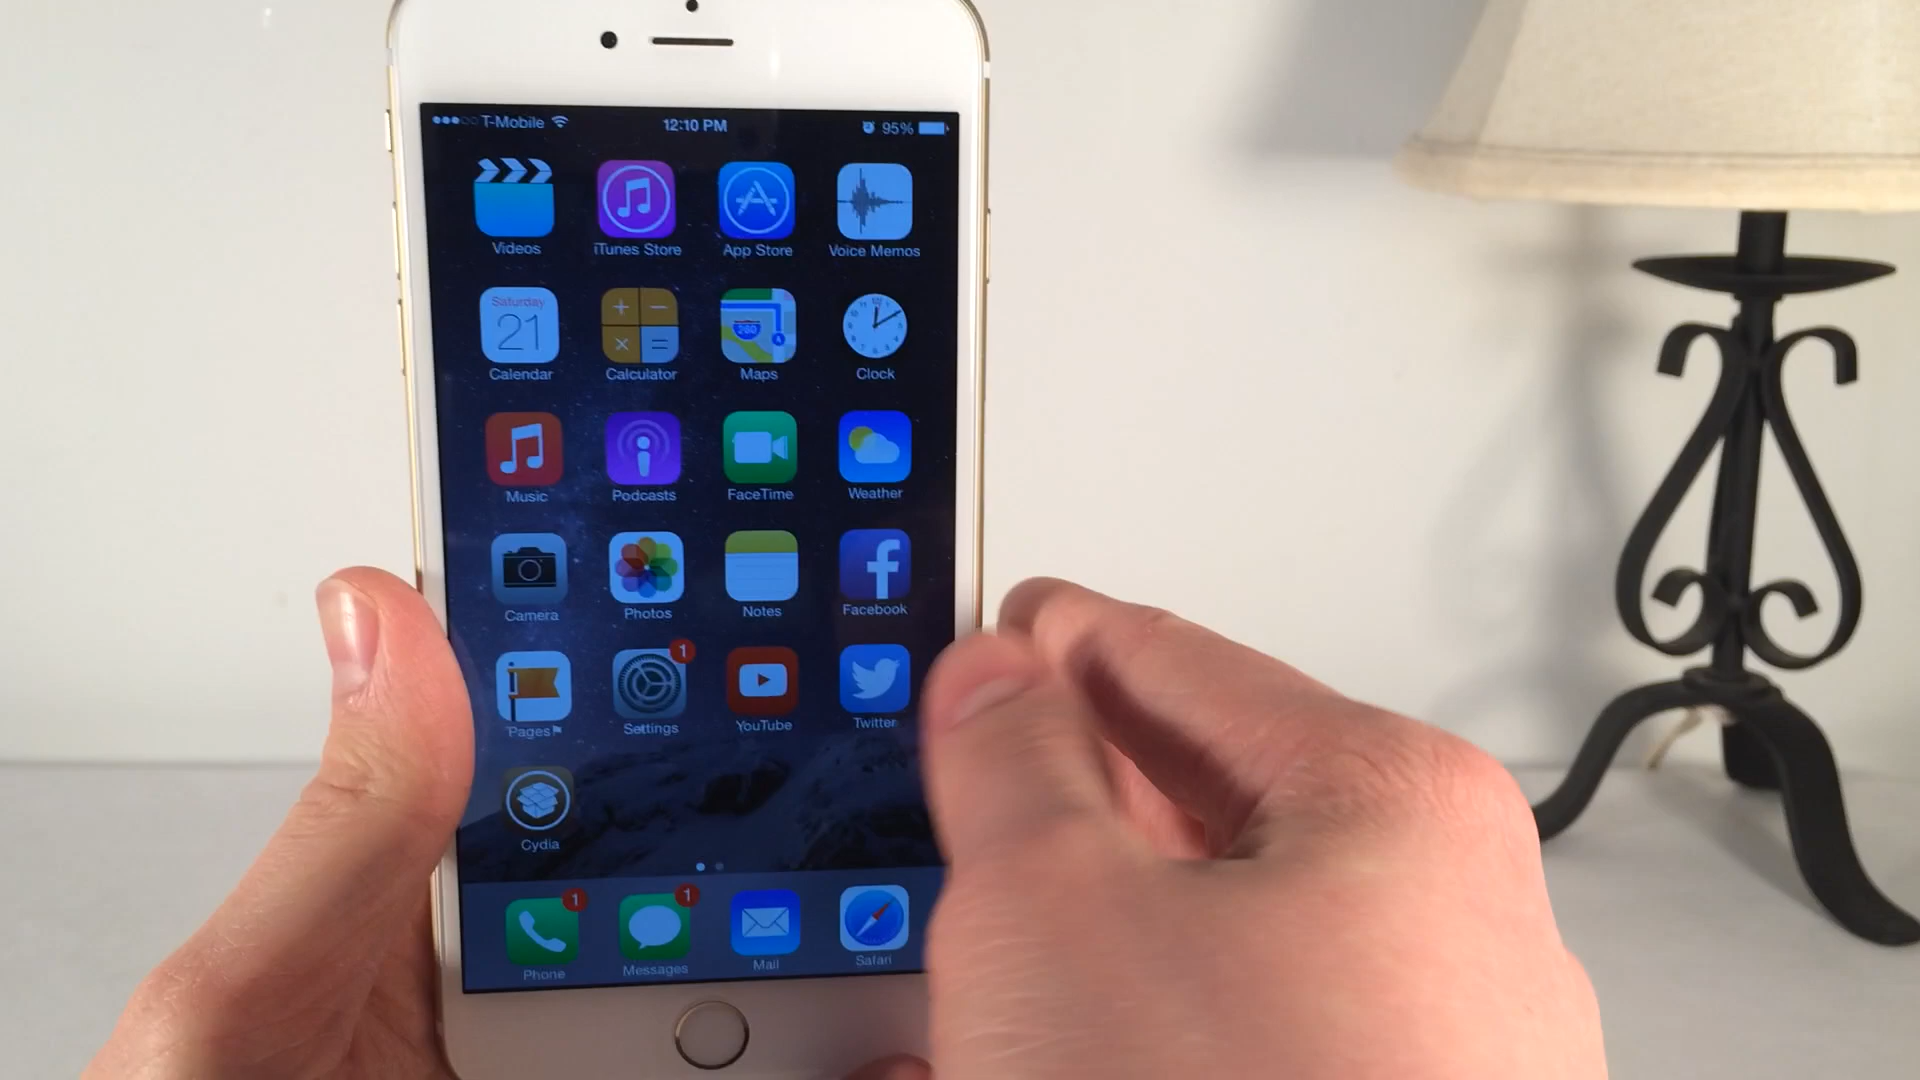 T-Mobile 12:10 PM 95%
Videos iTunes Store App Store Voice Memos
Saturday
21
280
Calendar Calculator Maps Clock
Music Podcasts FaceTime Weather
Camera Photos Notes Facebook
1
Pages Settings YouTube Twitter
Cydia
1 1
Phone Messages Mail Safari